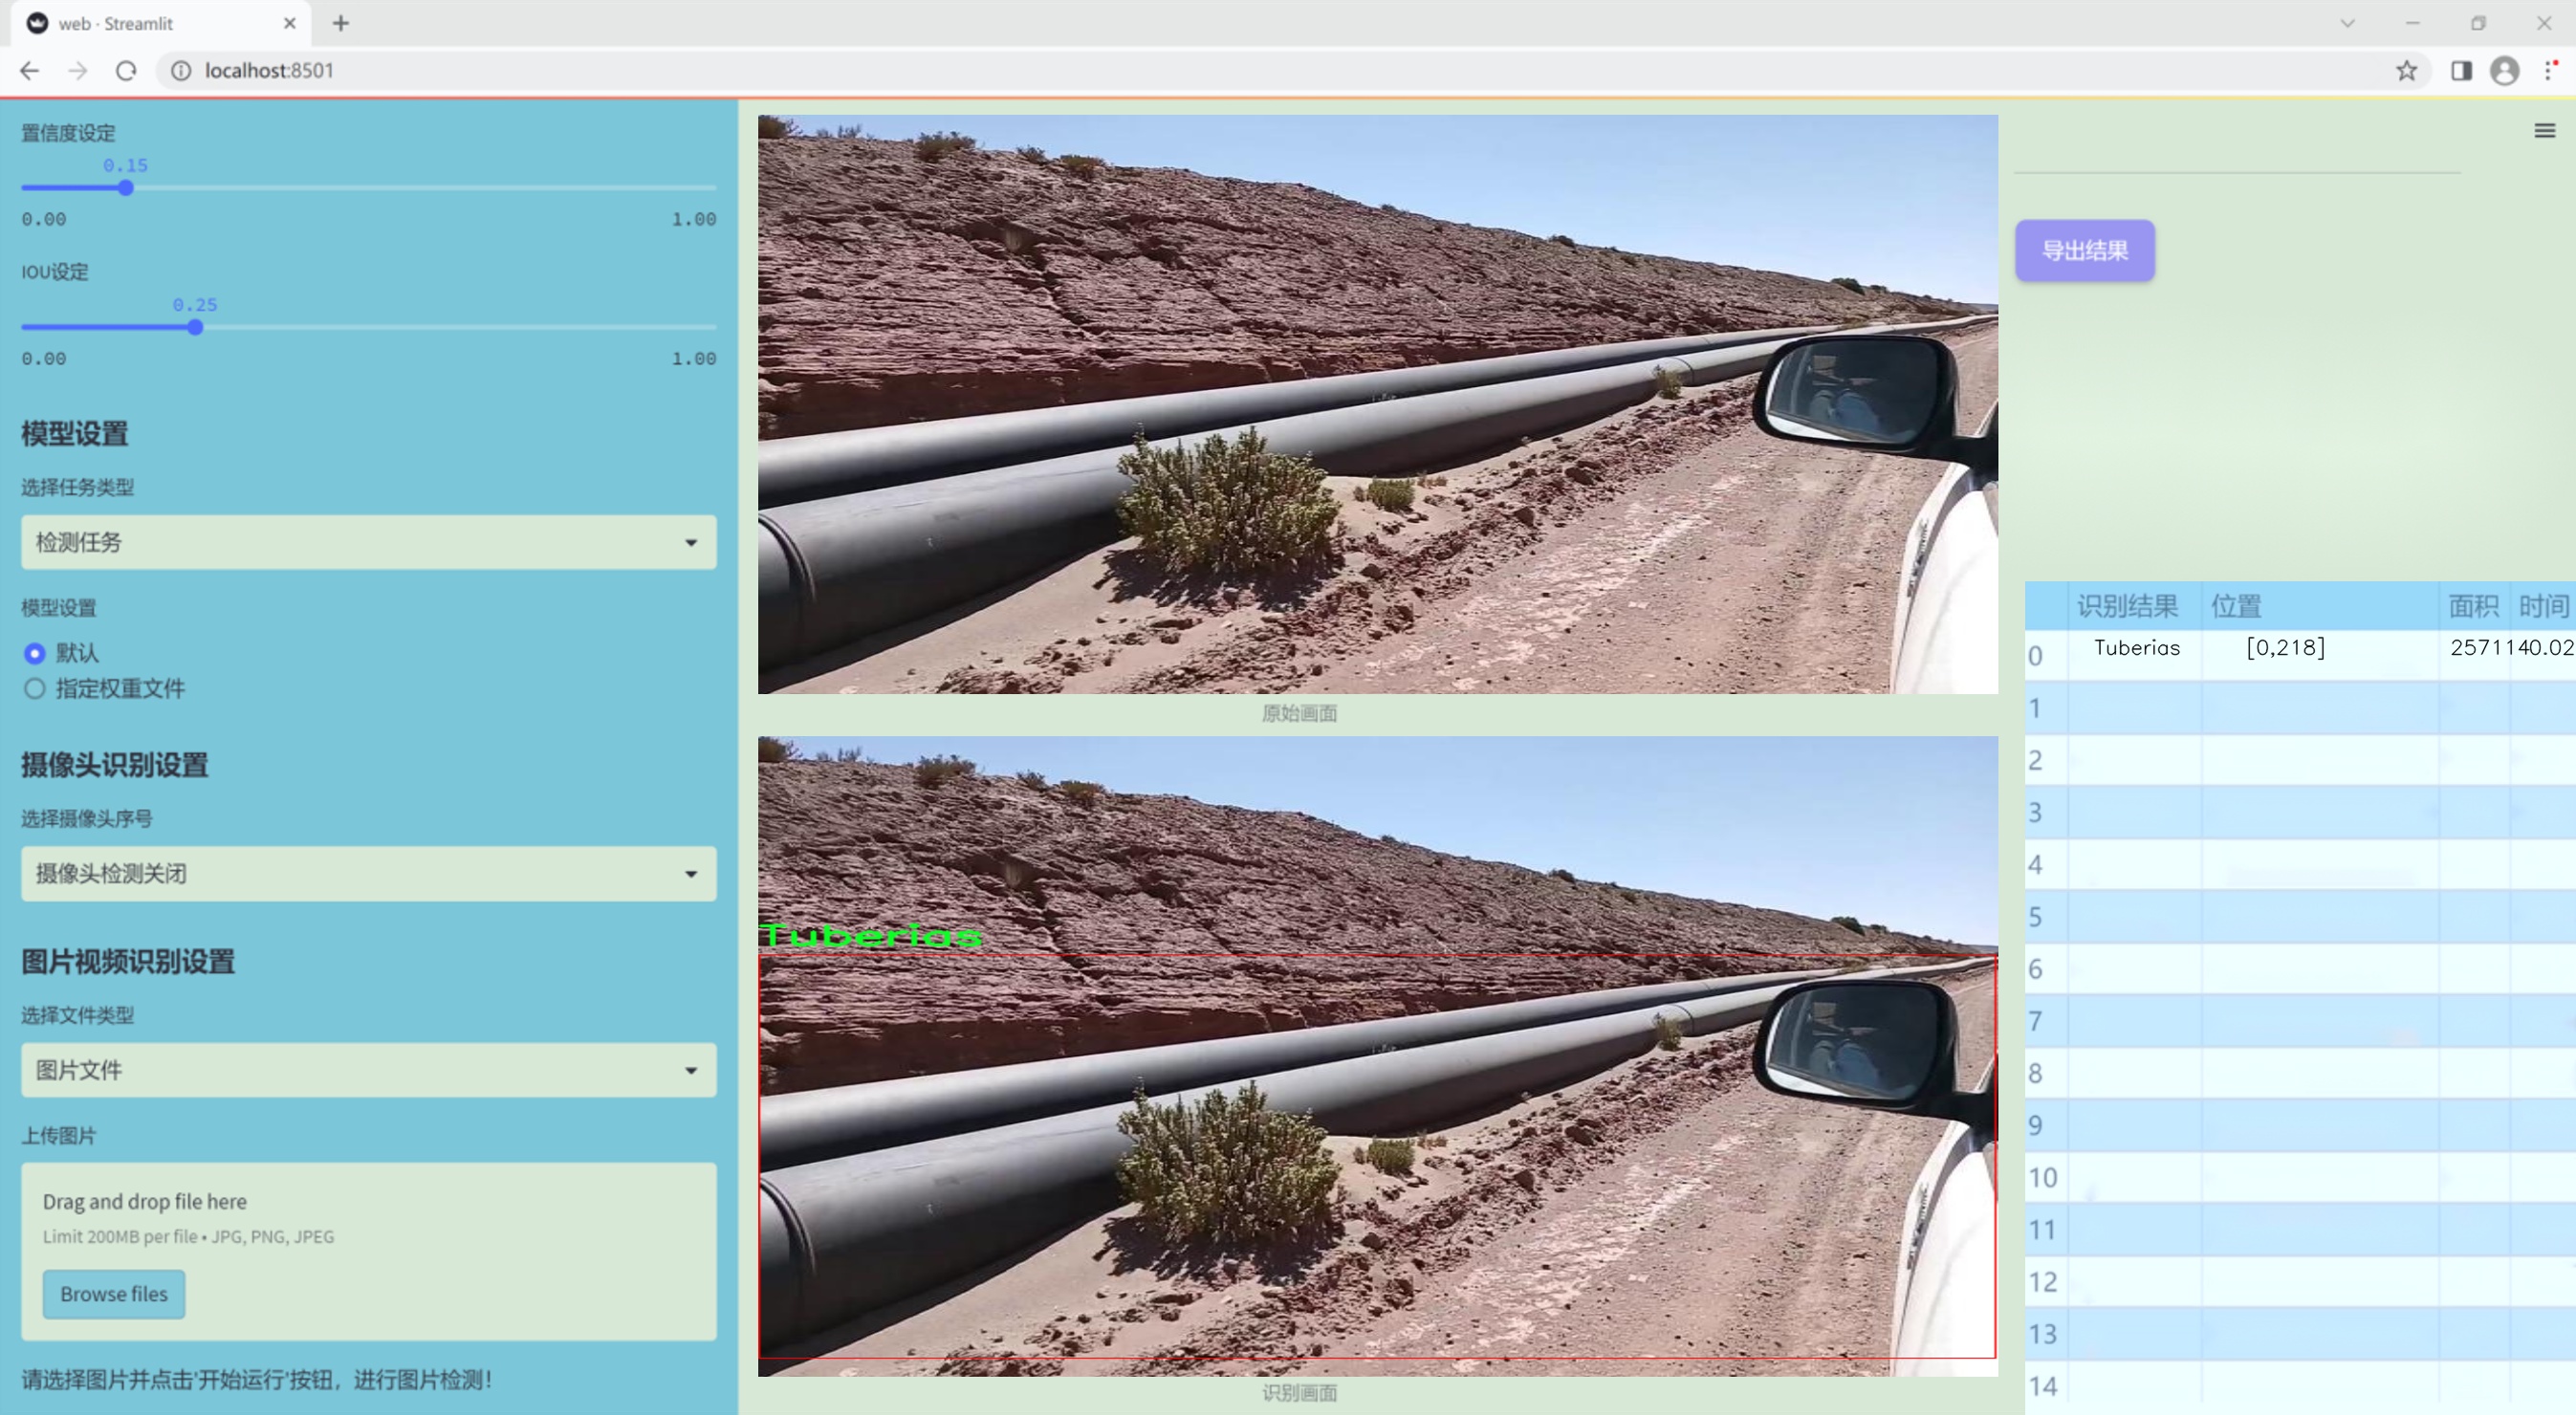 web · Streamlit
localhost:8501
置信度设定
0.15
0.00 1.00
IOU设定
0.25
0.00 1.00
模型设置
选择任务类型
检测任务
模型设置
默认
指定权重文件
摄像头识别设置
选择摄像头序号
摄像头检测关闭
图片视频识别设置
选择文件类型
图片文件
上传图片
Drag and drop file here
Limit 200MB per file • JPG, PNG, JPEG
Browse files
请选择图片并点击'开始运行'按钮，进行图片检测!
原始画面
Tuberias
识别画面
导出结果
识别结果 位置 面积 时间
0 Tuberias [0,218] 2571140.02
1
2
3
4
5
6
7
8
9
10
11
12
13
14